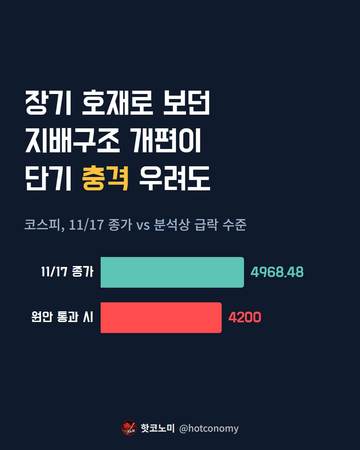 장기 호재로 보던
지배구조 개편이
단기 충격 우려도
코스피, 11/17 종가 vs 분석상 급락 수준
11/17 종가 4968.48
원안 통과 시 4200
핫코노미 @hotconomy